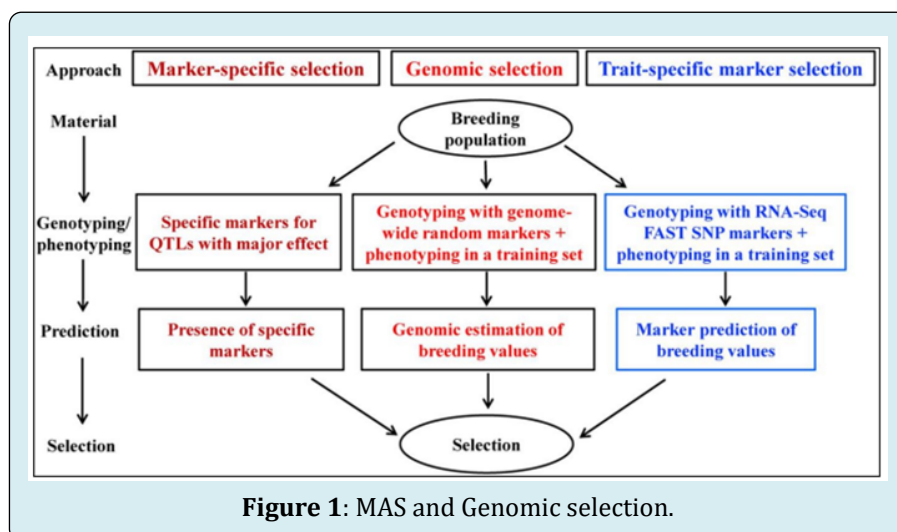 Approach Marker-specific selection Genomic selection Trait-specific marker selection
Material
Breeding
population
Genotyping/
phenotyping
Specific markers for
QTLs with major effect
Genotyping with genome-
wide random markers +
phenotyping in a training set
Genotyping with RNA-Seq
FAST SNP markers +
phenotyping in a training set
Prediction
Presence of specific
markers
Genomic estimation of
breeding values
Marker prediction of
breeding values
Selection
Selection
Figure 1: MAS and Genomic selection.